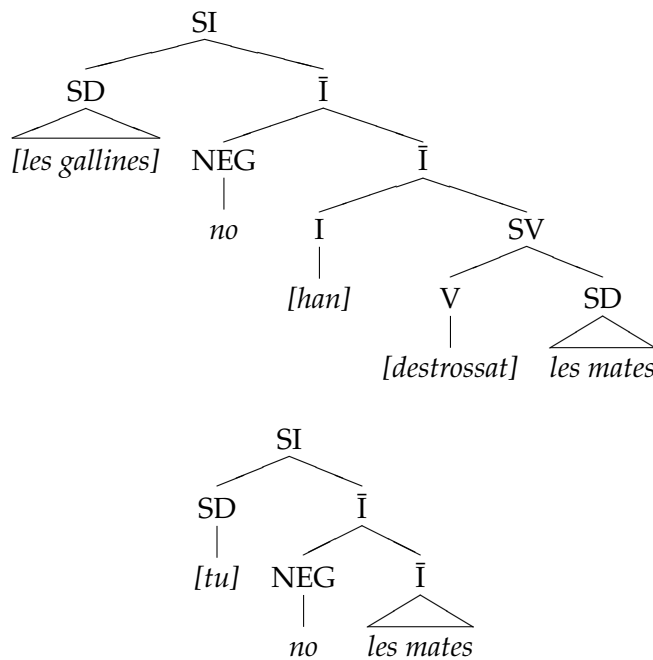 SI
SD Ī
[les gallines] NEG Ī
no I SV
[han] V SD
[destrossat] les mates
SI
SD Ī
[tu] NEG Ī
no les mates